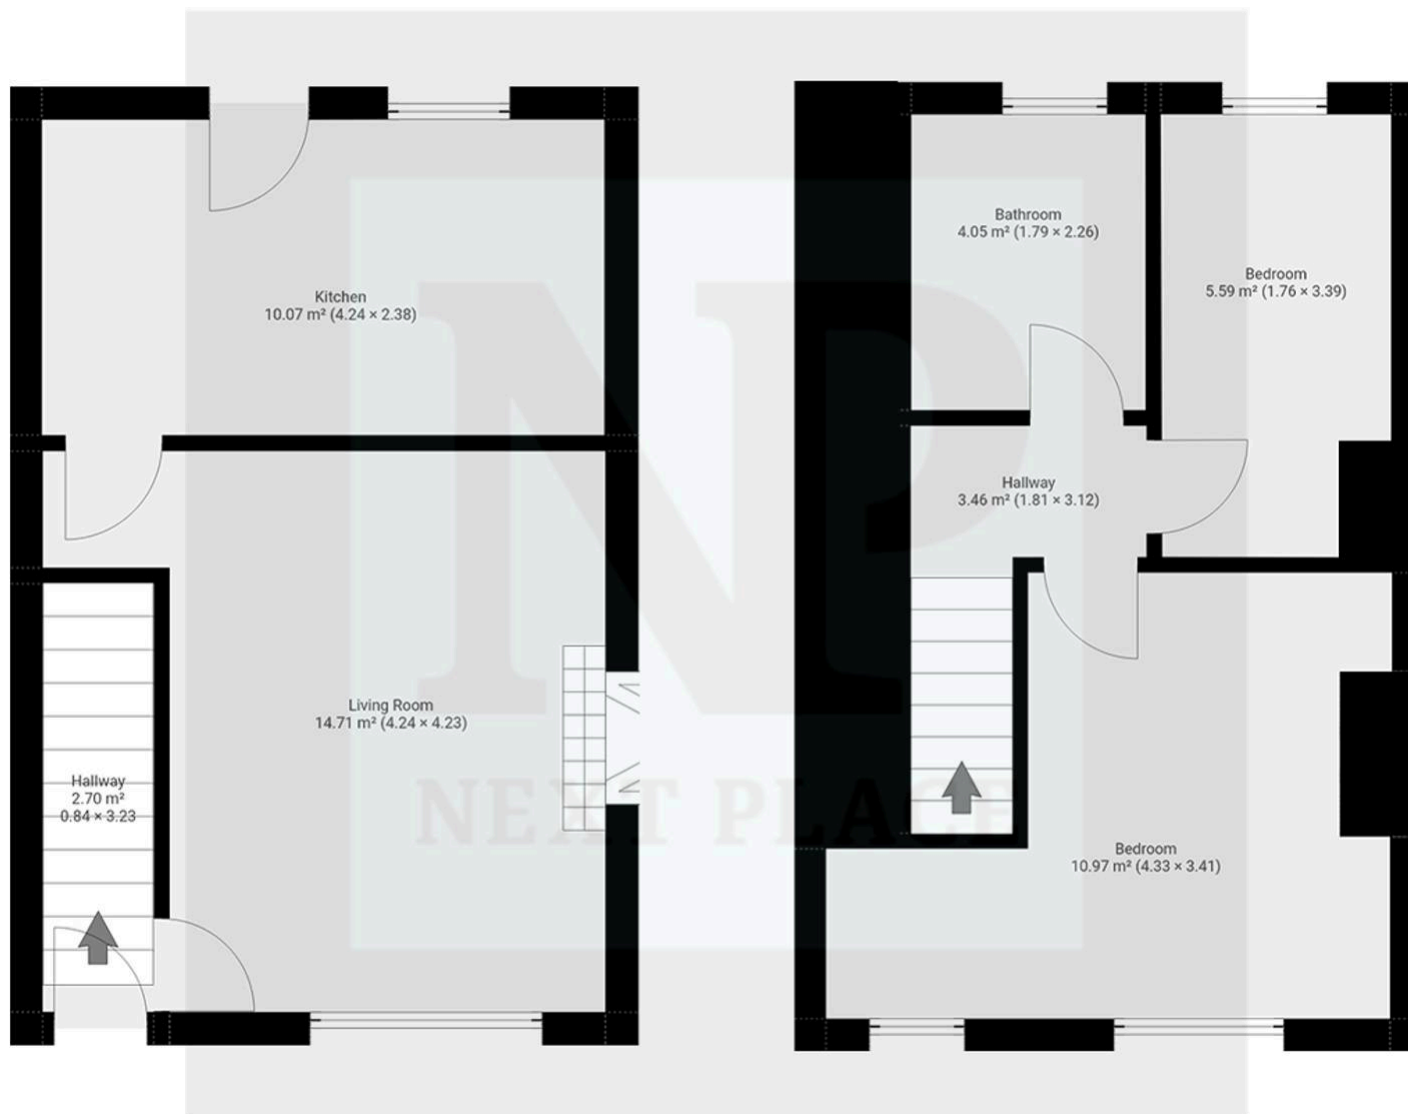 Kitchen
10.07 m² (4.24 × 2.38)
Living Room
14.71 m² (4.24 × 4.23)
Hallway
2.70 m²
0.84 × 3.23
Bathroom
4.05 m² (1.79 × 2.26)
Bedroom
5.59 m² (1.76 × 3.39)
Hallway
3.46 m² (1.81 × 3.12)
Bedroom
10.97 m² (4.33 × 3.41)
NP
NEXT PLACE